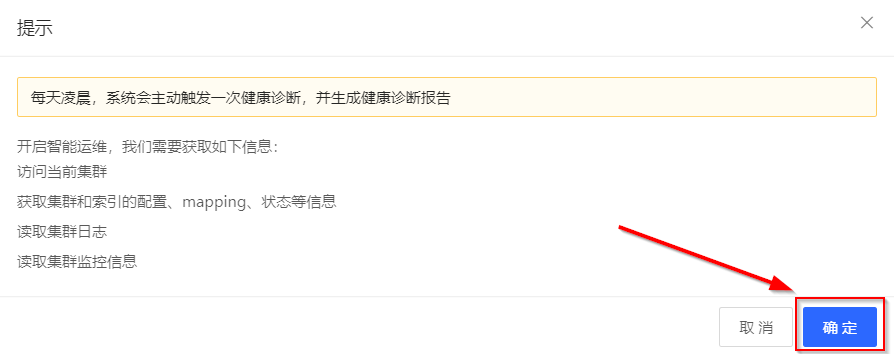 提示
每天凌晨，系统会主动触发一次健康诊断，并生成健康诊断报告
开启智能运维，我们需要获取如下信息：
访问当前集群
获取集群和索引的配置、mapping、状态等信息
读取集群日志
读取集群监控信息
取消
确定